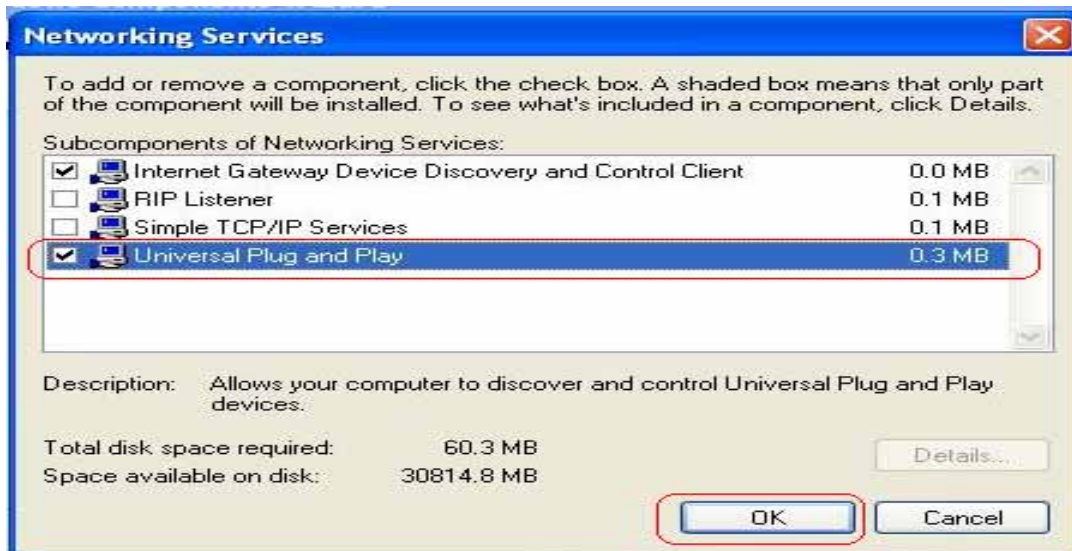 Networking Services
To add or remove a component, click the check box. A shaded box means that only part
of the component will be installed. To see what's included in a component, click Details.
Subcomponents of Networking Services:
Internet Gateway Device Discovery and Control Client 0.0 MB
RIP Listener 0.1 MB
Simple TCP/IP Services 0.1 MB
Universal Plug and Play 0.3 MB
Description: Allows your computer to discover and control Universal Plug and Play
devices.
Total disk space required: 60.3 MB
Space available on disk: 30814.8 MB
Details...
OK Cancel